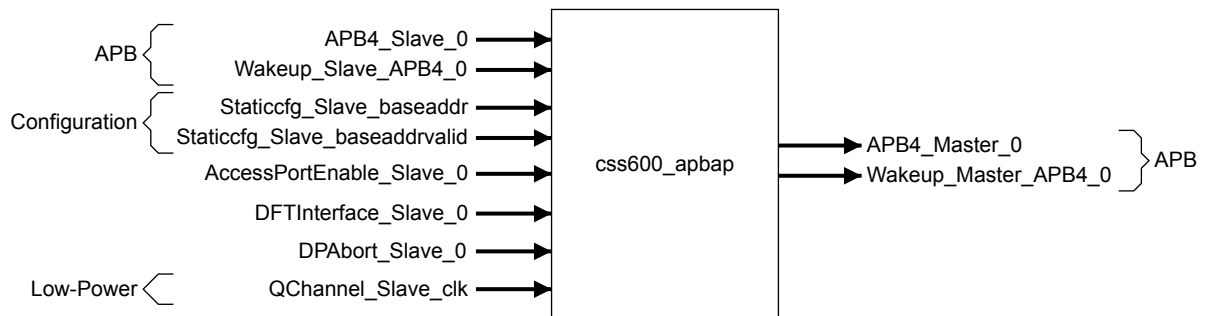 APB
APB4_Slave_0
Wakeup_Slave_APB4_0
Configuration
Staticcfg_Slave_baseaddr
Staticcfg_Slave_baseaddrvalid
AccessPortEnable_Slave_0
DFTInterface_Slave_0
DPAbort_Slave_0
Low-Power
QChannel_Slave_clk
css600_apbap
APB4_Master_0
Wakeup_Master_APB4_0
APB